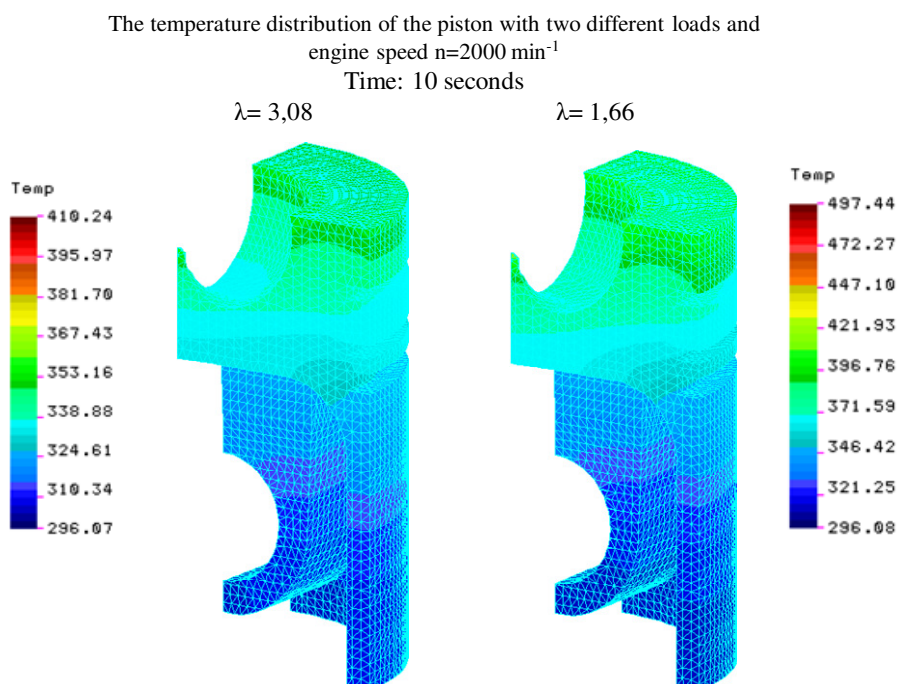 The temperature distribution of the piston with two different loads and
engine speed n=2000 min⁻¹
Time: 10 seconds
λ= 3,08
λ= 1,66
Temp
410.24
395.97
381.70
367.43
353.16
338.88
324.61
310.34
296.07
Temp
497.44
472.27
447.10
421.93
396.76
371.59
346.42
321.25
296.08